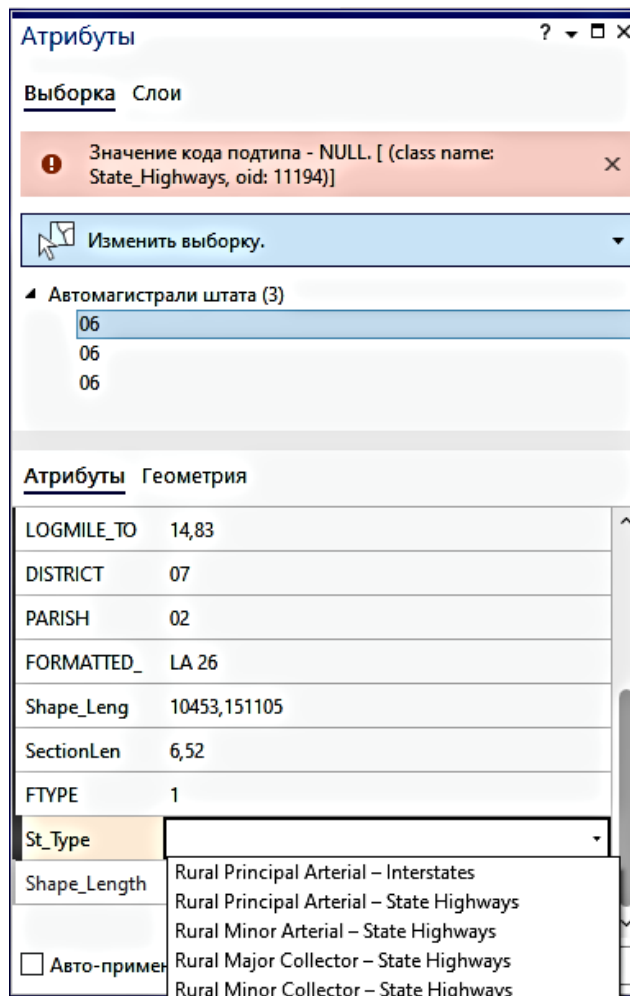 Атрибуты
Выборка Слои
Значение кода подтипа - NULL. [ (class name:
State_Highways, oid: 11194)]
Изменить выборку.
Автомагистрали штата (3)
06
06
06
Атрибуты Геометрия
LOGMILE_TO 14,83
DISTRICT 07
PARISH 02
FORMATTED_ LA 26
Shape_Leng 10453,151105
SectionLen 6,52
FTYPE 1
St_Type
Shape_Length
Rural Principal Arterial – Interstates
Rural Principal Arterial – State Highways
Rural Minor Arterial – State Highways
Rural Major Collector – State Highways
Rural Minor Collector – State Highways
Авто-примен